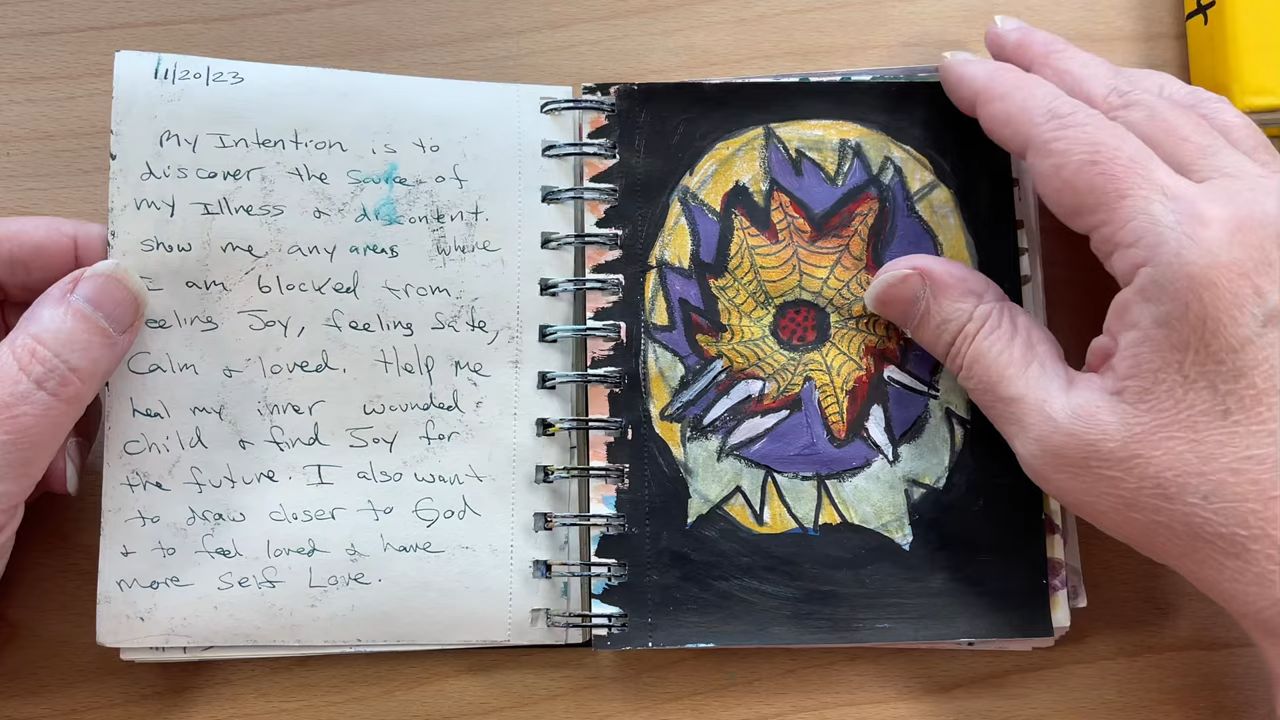 11/20/23
My Intention is to
discover the Source of
my Illness & discontent.
show me any areas where
I am blocked from
eeling Joy, feeling Safe,
Calm & loved. Help me
heal my inner wounded
child & find Joy for
the future. I also want
to draw closer to God
& to feel loved & have
more Self Love.